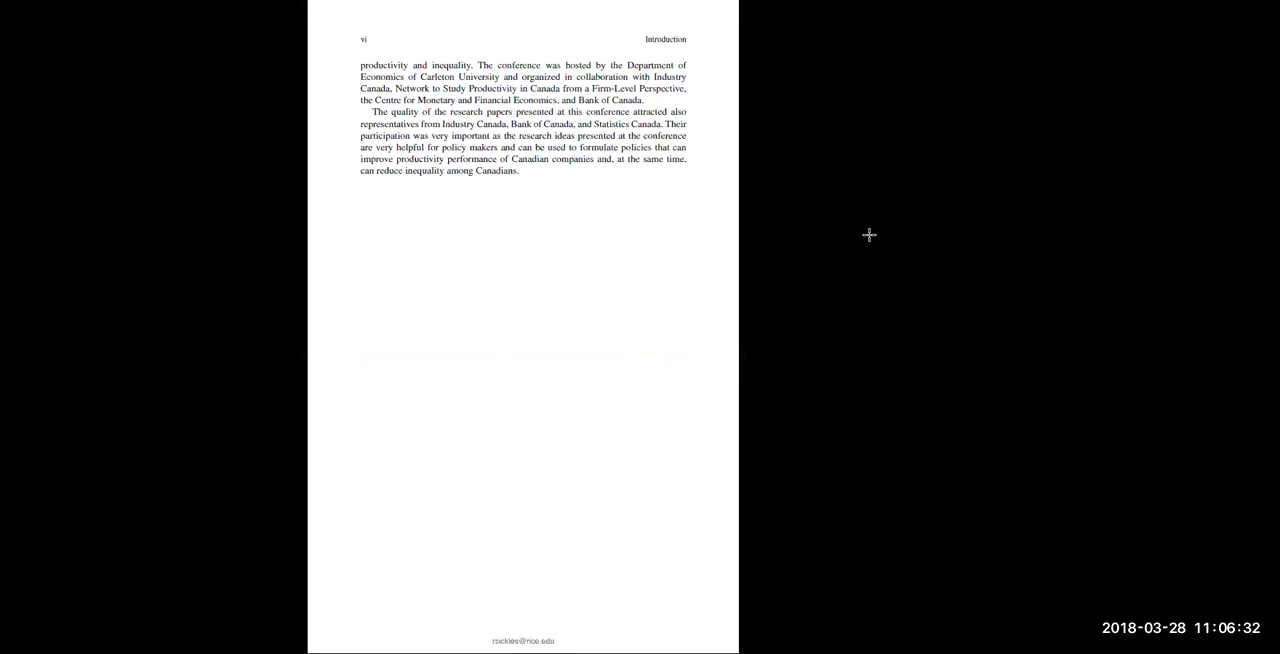 vi Introduction
productivity and inequality. The conference was hosted by the Department of
Economics of Carleton University and organized in collaboration with Industry
Canada, Network to Study Productivity in Canada from a Firm-Level Perspective,
the Centre for Monetary and Financial Economics, and Bank of Canada.
The quality of the research papers presented at this conference attracted also
representatives from Industry Canada, Bank of Canada, and Statistics Canada. Their
participation was very important as the research ideas presented at the conference
are very helpful for policy makers and can be used to formulate policies that can
improve productivity performance of Canadian companies and, at the same time,
can reduce inequality among Canadians.
rsickles@rice.edu
2018-03-28 11:06:32